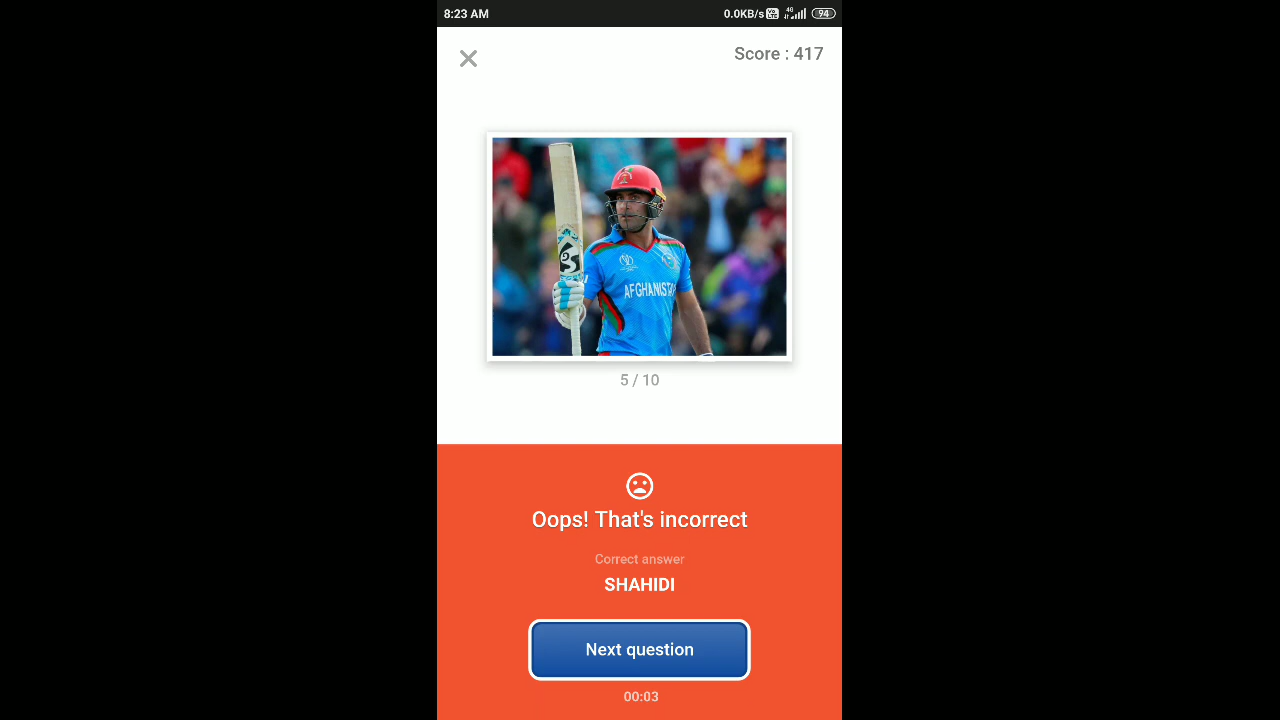 8:23 AM
0.0KB/s
4G
94
Score : 417
AFGHANIST
5 / 10
Oops! That's incorrect
Correct answer
SHAHIDI
Next question
00:03